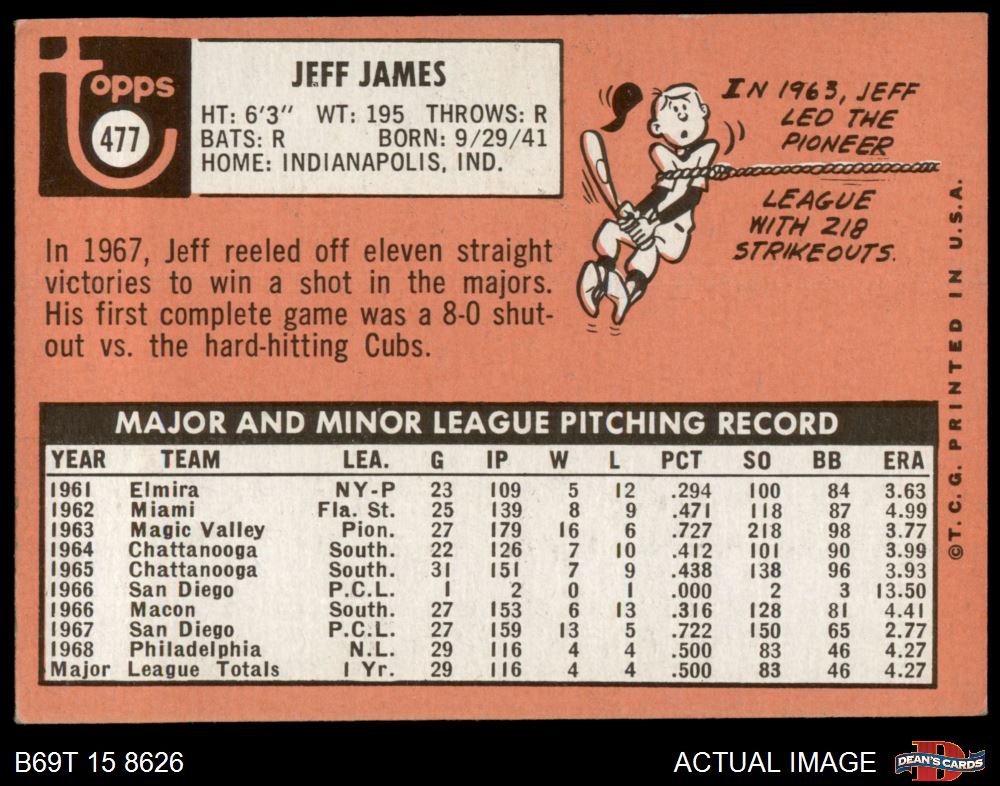 topps
477
JEFF JAMES
HT: 6'3" WT: 195 THROWS: R
BATS: R BORN: 9/29/41
HOME: INDIANAPOLIS, IND.
IN 1963, JEFF
LED THE
PIONEER
LEAGUE
WITH 218
STRIKEOUTS.
In 1967, Jeff reeled off eleven straight
victories to win a shot in the majors.
His first complete game was a 8-0 shut-
out vs. the hard-hitting Cubs.
©T.C.G. PRINTED IN U.S.A.
MAJOR AND MINOR LEAGUE PITCHING RECORD
YEAR TEAM LEA. G IP W L PCT SO BB ERA
1961 Elmira NY-P 23 109 5 12 .294 100 84 3.63
1962 Miami Fla. St. 25 139 8 9 .471 118 87 4.99
1963 Magic Valley Pion. 27 179 16 6 .727 218 98 3.77
1964 Chattanooga South. 22 126 7 10 .412 101 90 3.99
1965 Chattanooga South. 31 151 7 9 .438 138 96 3.93
1966 San Diego P.C.L. 1 2 0 1 .000 2 3 13.50
1966 Macon South. 27 153 6 13 .316 128 81 4.41
1967 San Diego P.C.L. 27 159 13 5 .722 150 65 2.77
1968 Philadelphia N.L. 29 116 4 4 .500 83 46 4.27
Major League Totals 1 Yr. 29 116 4 4 .500 83 46 4.27
B69T 15 8626
ACTUAL IMAGE
DEAN'S CARDS